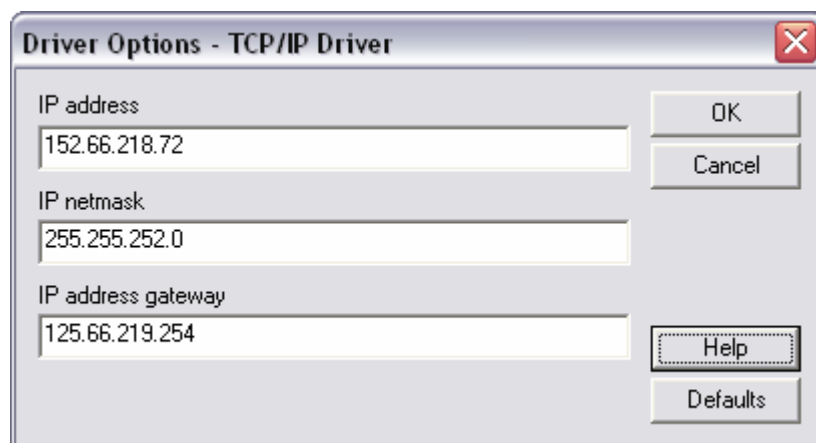 Driver Options - TCP/IP Driver
IP address
152.66.218.72
IP netmask
255.255.252.0
IP address gateway
125.66.219.254
OK
Cancel
Help
Defaults